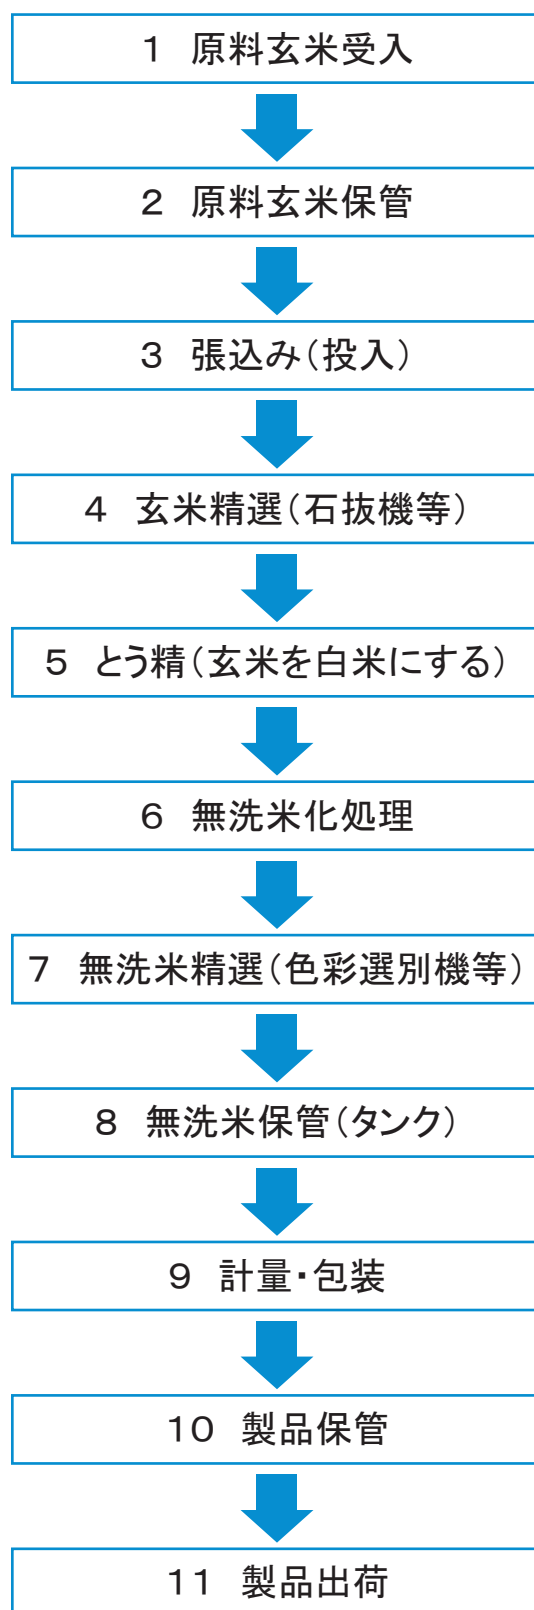 1　原料玄米受入
2　原料玄米保管
3　張込み（投入）
4　玄米精選（石抜機等）
5　とう精（玄米を白米にする）
6　無洗米化処理
7　無洗米精選（色彩選別機等）
8　無洗米保管（タンク）
9　計量・包装
10　製品保管
11　製品出荷